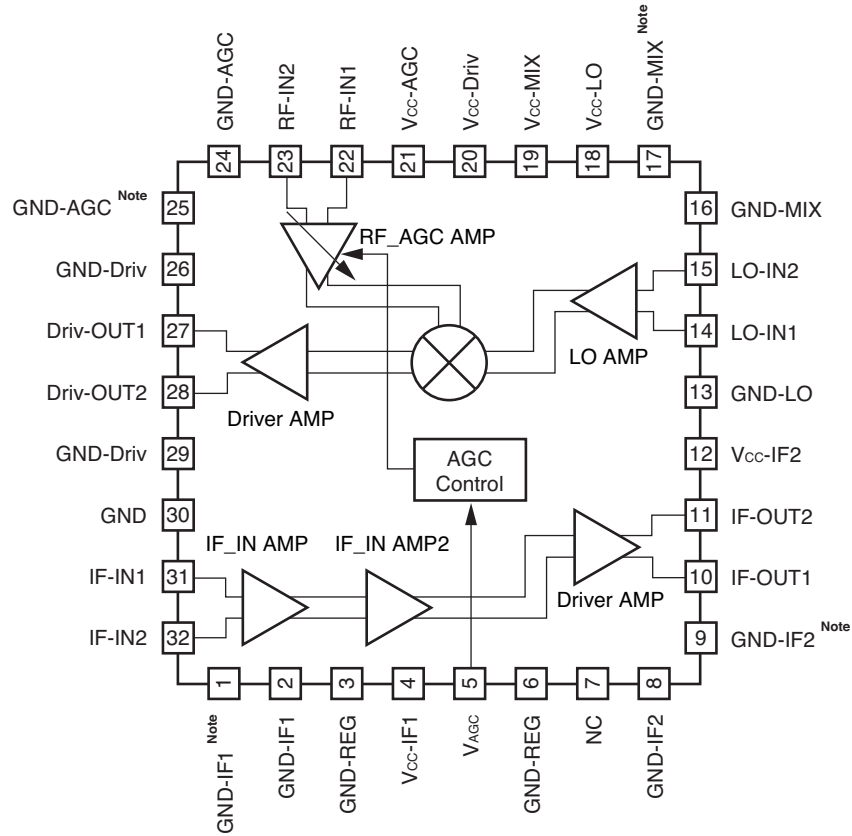 GND-AGC
RF-IN2
RF-IN1
VCC-AGC
VCC-Driv
VCC-MIX
VCC-LO
GND-MIX Note
24
23
22
21
20
19
18
17
GND-AGC Note
25
16
GND-MIX
RF_AGC AMP
GND-Driv
26
15
LO-IN2
Driv-OUT1
27
14
LO-IN1
LO AMP
Driv-OUT2
28
13
GND-LO
Driver AMP
GND-Driv
29
12
VCC-IF2
AGC
Control
GND
30
11
IF-OUT2
IF_IN AMP
IF_IN AMP2
IF-IN1
31
10
IF-OUT1
Driver AMP
IF-IN2
32
9
GND-IF2 Note
1
2
3
4
5
6
7
8
GND-IF1 Note
GND-IF1
GND-REG
VCC-IF1
VAGC
GND-REG
NC
GND-IF2